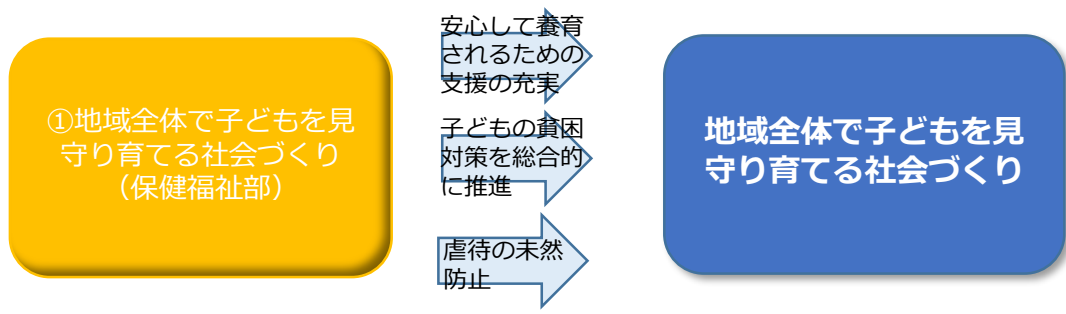 ①地域全体で子どもを見
守り育てる社会づくり
（保健福祉部）
安心して養育
されるための
支援の充実
子どもの貧困
対策を総合的
に推進
虐待の未然
防止
地域全体で子どもを見
守り育てる社会づくり